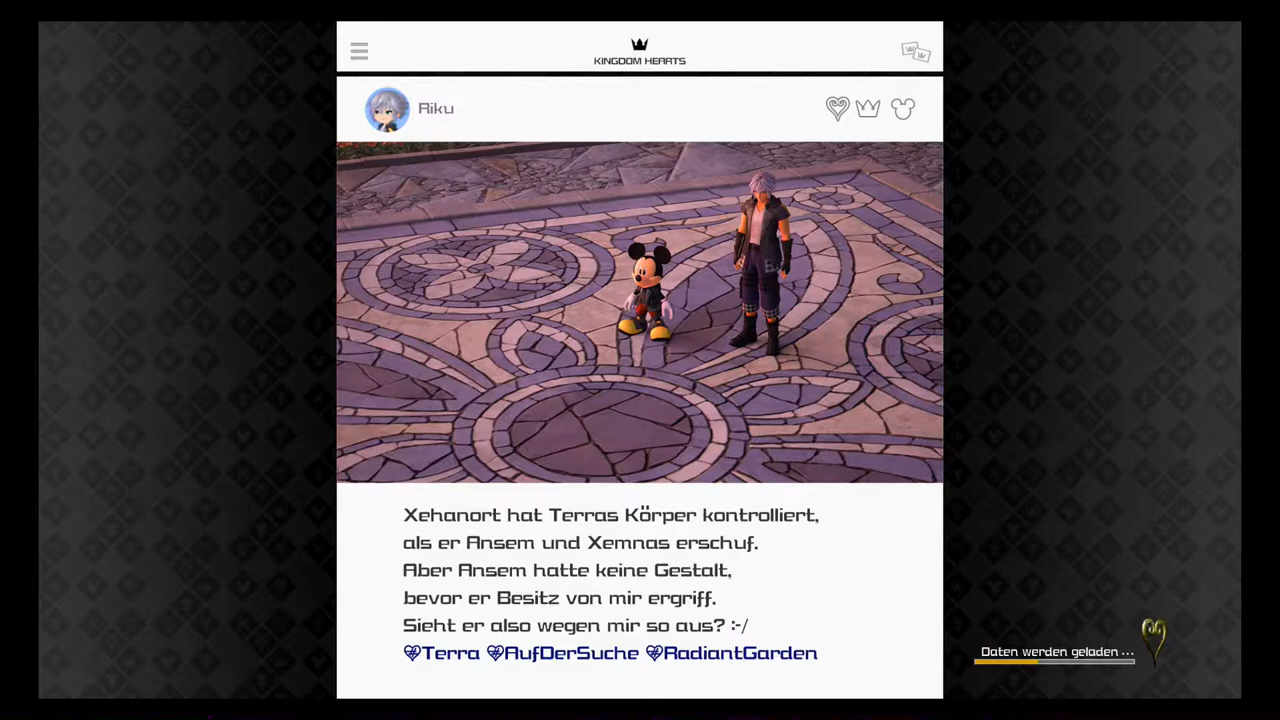 KINGDOM HEARTS
Riku
Xehanort hat Terras Körper kontrolliert,
als er Ansem und Xemnas erschuf.
Aber Ansem hatte keine Gestalt,
bevor er Besitz von mir ergriff.
Sieht er also wegen mir so aus? :-/
Terra AufDerSuche RadiantGarden
Daten werden geladen ...